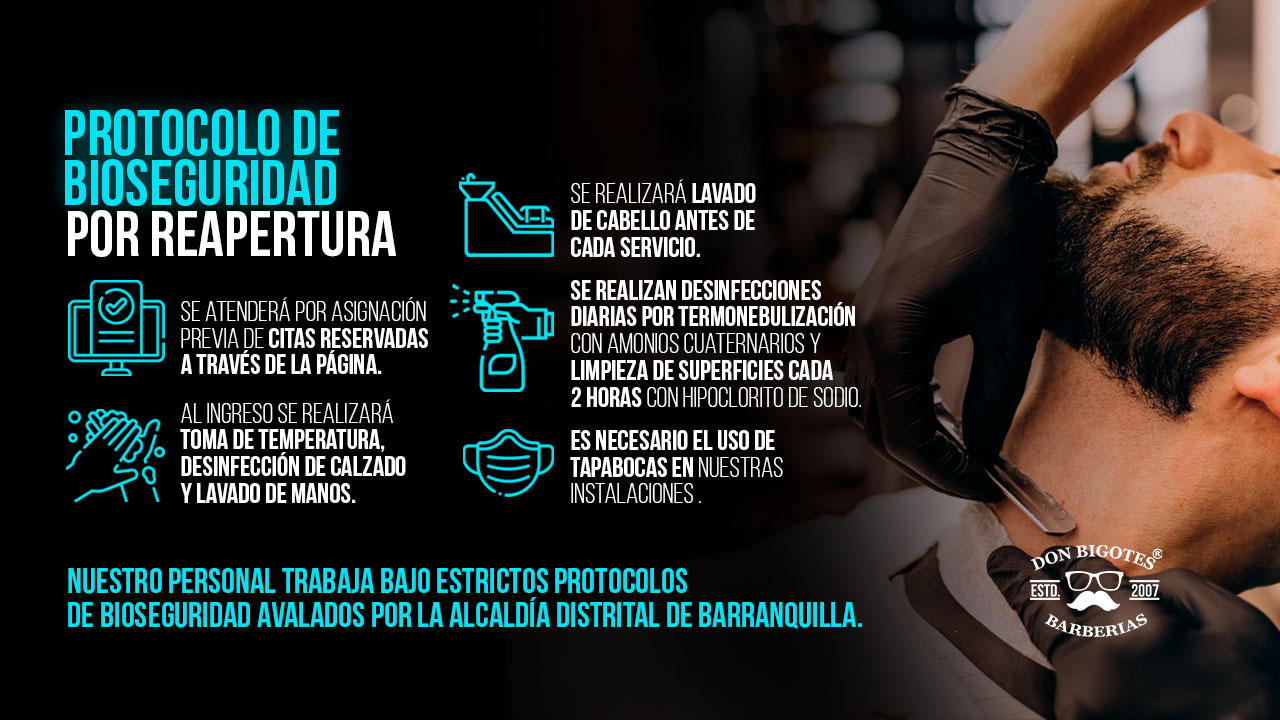 PROTOCOLO DE
BIOSEGURIDAD
POR REAPERTURA
SE ATENDERÁ POR ASIGNACIÓN
PREVIA DE CITAS RESERVADAS
A TRAVÉS DE LA PÁGINA.
AL INGRESO SE REALIZARÁ
TOMA DE TEMPERATURA,
DESINFECCIÓN DE CALZADO
Y LAVADO DE MANOS.
SE REALIZARÁ LAVADO
DE CABELLO ANTES DE
CADA SERVICIO.
SE REALIZAN DESINFECCIONES
DIARIAS POR TERMONEBULIZACIÓN
CON AMONIOS CUATERNARIOS Y
LIMPIEZA DE SUPERFICIES CADA
2 HORAS CON HIPOCLORITO DE SODIO.
ES NECESARIO EL USO DE
TAPABOCAS EN NUESTRAS
INSTALACIONES .
NUESTRO PERSONAL TRABAJA BAJO ESTRICTOS PROTOCOLOS
DE BIOSEGURIDAD AVALADOS POR LA ALCALDÍA DISTRITAL DE BARRANQUILLA.
DON BIGOTES®
ESTD. 2007
BARBERIAS